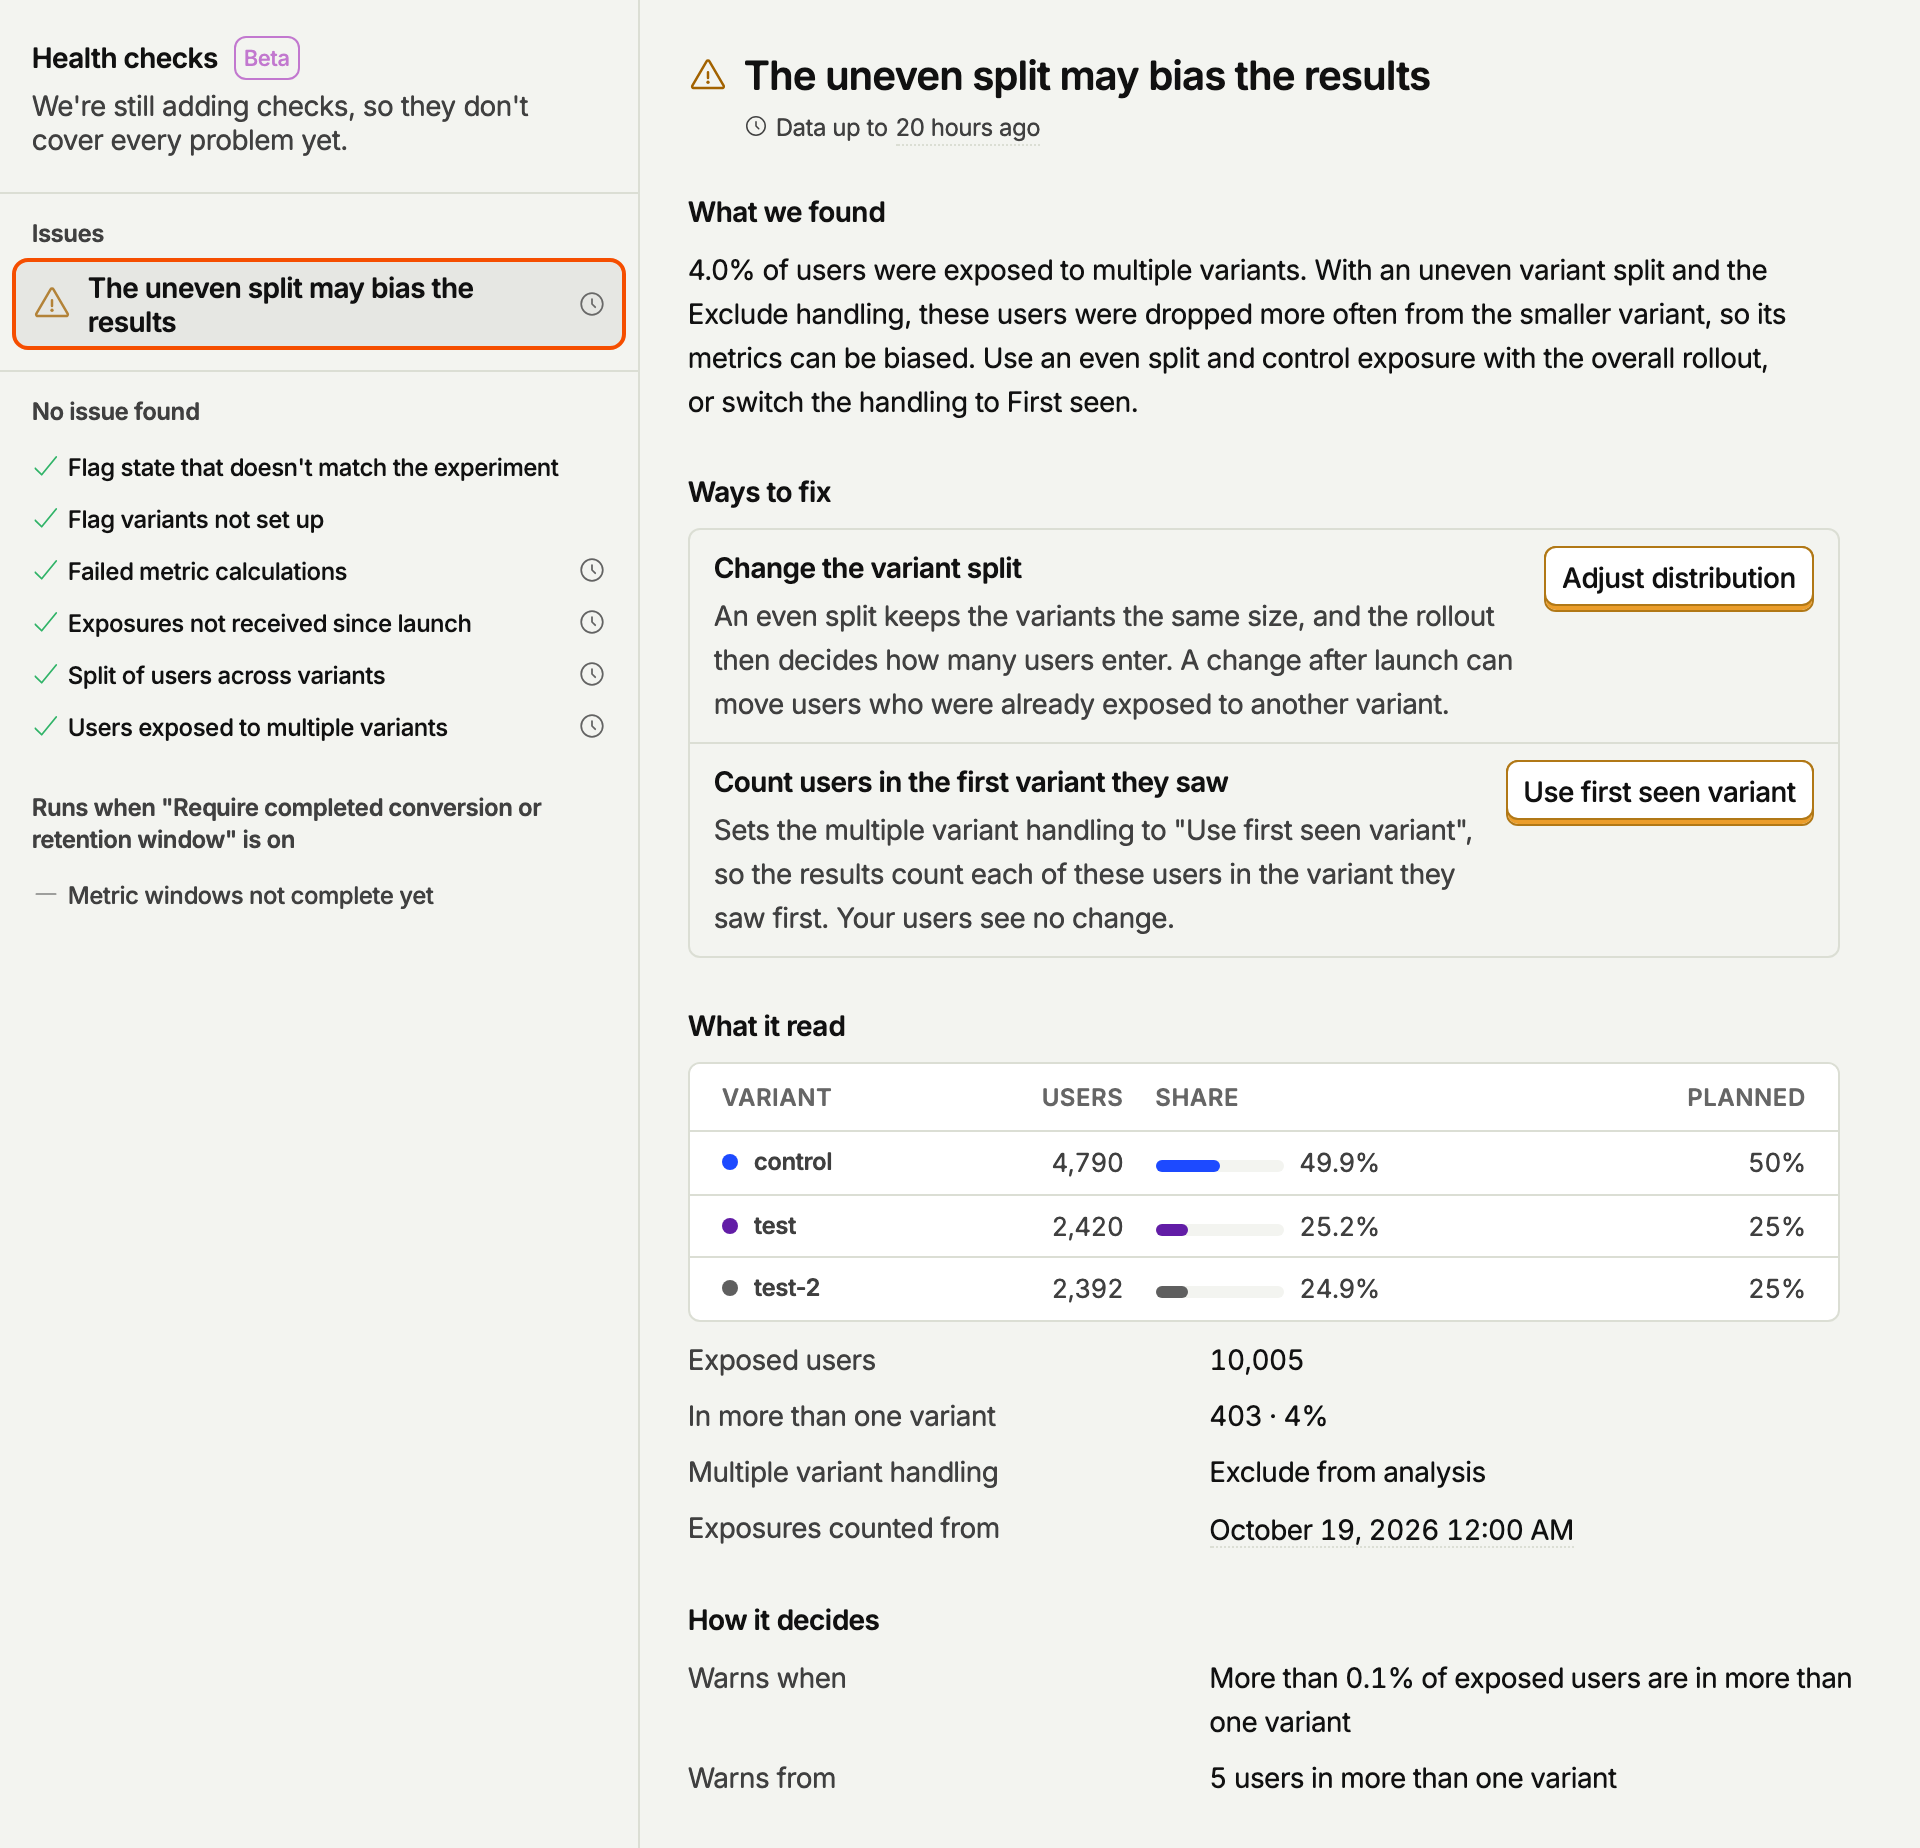 Health checks Beta
We're still adding checks, so they don't
cover every problem yet.
Issues
The uneven split may bias the
results
No issue found
Flag state that doesn't match the experiment
Flag variants not set up
Failed metric calculations
Exposures not received since launch
Split of users across variants
Users exposed to multiple variants
Runs when "Require completed conversion or
retention window" is on
Metric windows not complete yet
The uneven split may bias the results
Data up to 20 hours ago
What we found
4.0% of users were exposed to multiple variants. With an uneven variant split and the
Exclude handling, these users were dropped more often from the smaller variant, so its
metrics can be biased. Use an even split and control exposure with the overall rollout,
or switch the handling to First seen.
Ways to fix
Change the variant split
Adjust distribution
An even split keeps the variants the same size, and the rollout
then decides how many users enter. A change after launch can
move users who were already exposed to another variant.
Count users in the first variant they saw
Use first seen variant
Sets the multiple variant handling to "Use first seen variant",
so the results count each of these users in the variant they
saw first. Your users see no change.
What it read
VARIANT USERS SHARE PLANNED
control 4,790 49.9% 50%
test 2,420 25.2% 25%
test-2 2,392 24.9% 25%
Exposed users 10,005
In more than one variant 403 · 4%
Multiple variant handling Exclude from analysis
Exposures counted from October 19, 2026 12:00 AM
How it decides
Warns when More than 0.1% of exposed users are in more than
one variant
Warns from 5 users in more than one variant